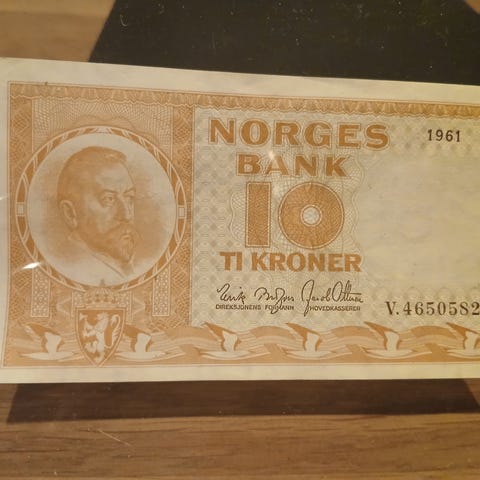 NORGES
1961
BANK
10
TI KRONER
DIREKSJONENS FORMANN HOVEDKASSERER
V.4650582